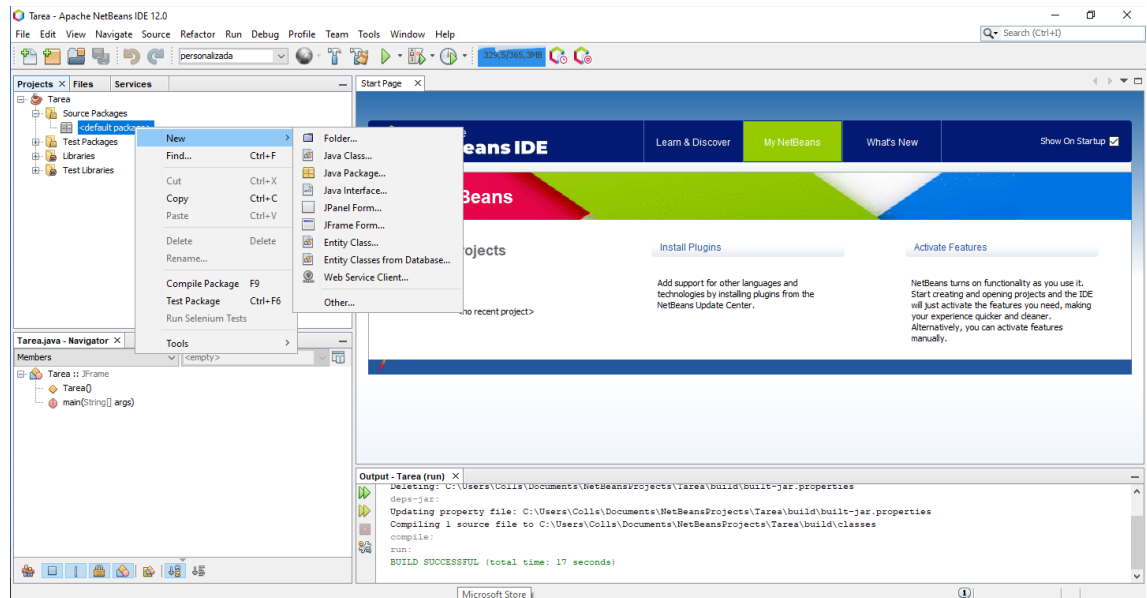 Tarea - Apache NetBeans IDE 12.0
File Edit View Navigate Source Refactor Run Debug Profile Team Tools Window Help
Search (Ctrl+I)
personalizada
329,5/365,3MB
Projects Files Services
Start Page
Tarea
Source Packages
<default package>
Test Packages
Libraries
Test Libraries
New
Find... Ctrl+F
Cut Ctrl+X
Copy Ctrl+C
Paste Ctrl+V
Delete Delete
Rename...
Compile Package F9
Test Package Ctrl+F6
Run Selenium Tests
Tools
Folder...
Java Class...
Java Package...
Java Interface...
JPanel Form...
JFrame Form...
Entity Class...
Entity Classes from Database...
Web Service Client...
Other...
eans IDE
Learn & Discover
My NetBeans
What's New
Show On Startup
Beans
ojects
<no recent project>
Install Plugins
Add support for other languages and
technologies by installing plugins from the
NetBeans Update Center.
Activate Features
NetBeans turns on functionality as you use it.
Start creating and opening projects and the IDE
will just activate the features you need, making
your experience quicker and cleaner.
Alternatively, you can activate features
manually.
Tarea.java - Navigator
Members <empty>
Tarea :: JFrame
Tarea()
main(String[] args)
Output - Tarea (run)
Deleting: C:\Users\Colls\Documents\NetBeansProjects\Tarea\build\built-jar.properties
deps-jar:
Updating property file: C:\Users\Colls\Documents\NetBeansProjects\Tarea\build\built-jar.properties
Compiling 1 source file to C:\Users\Colls\Documents\NetBeansProjects\Tarea\build\classes
compile:
run:
BUILD SUCCESSFUL (total time: 17 seconds)
Microsoft Store
1